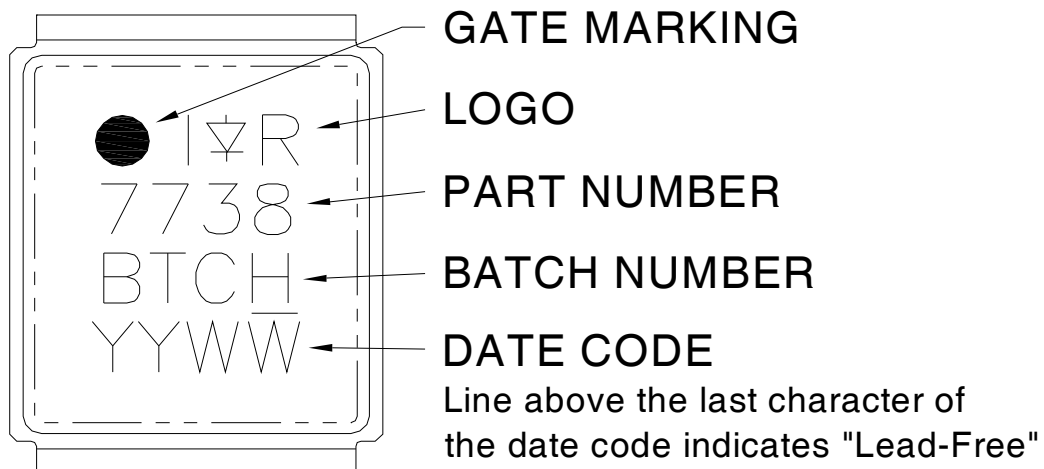 GATE MARKING
I R
LOGO
7738
PART NUMBER
BTCH
BATCH NUMBER
YYWW̅
DATE CODE
Line above the last character of
the date code indicates "Lead-Free"